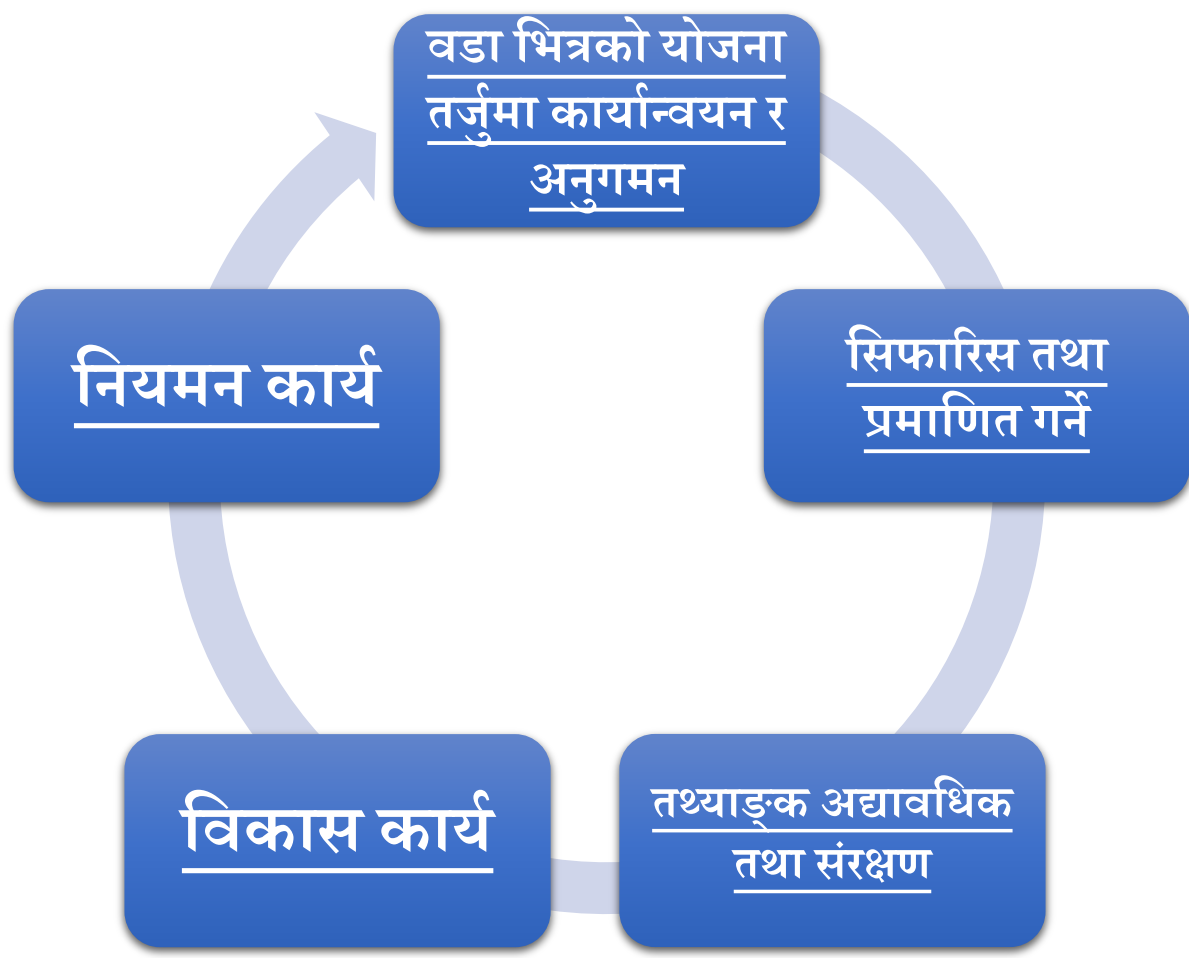 वडा भित्रको योजना
तर्जुमा कार्यान्वयन र
अनुगमन
सिफारिस तथा
प्रमाणित गर्ने
तथ्याङ्क अद्यावधिक
तथा संरक्षण
विकास कार्य
नियमन कार्य